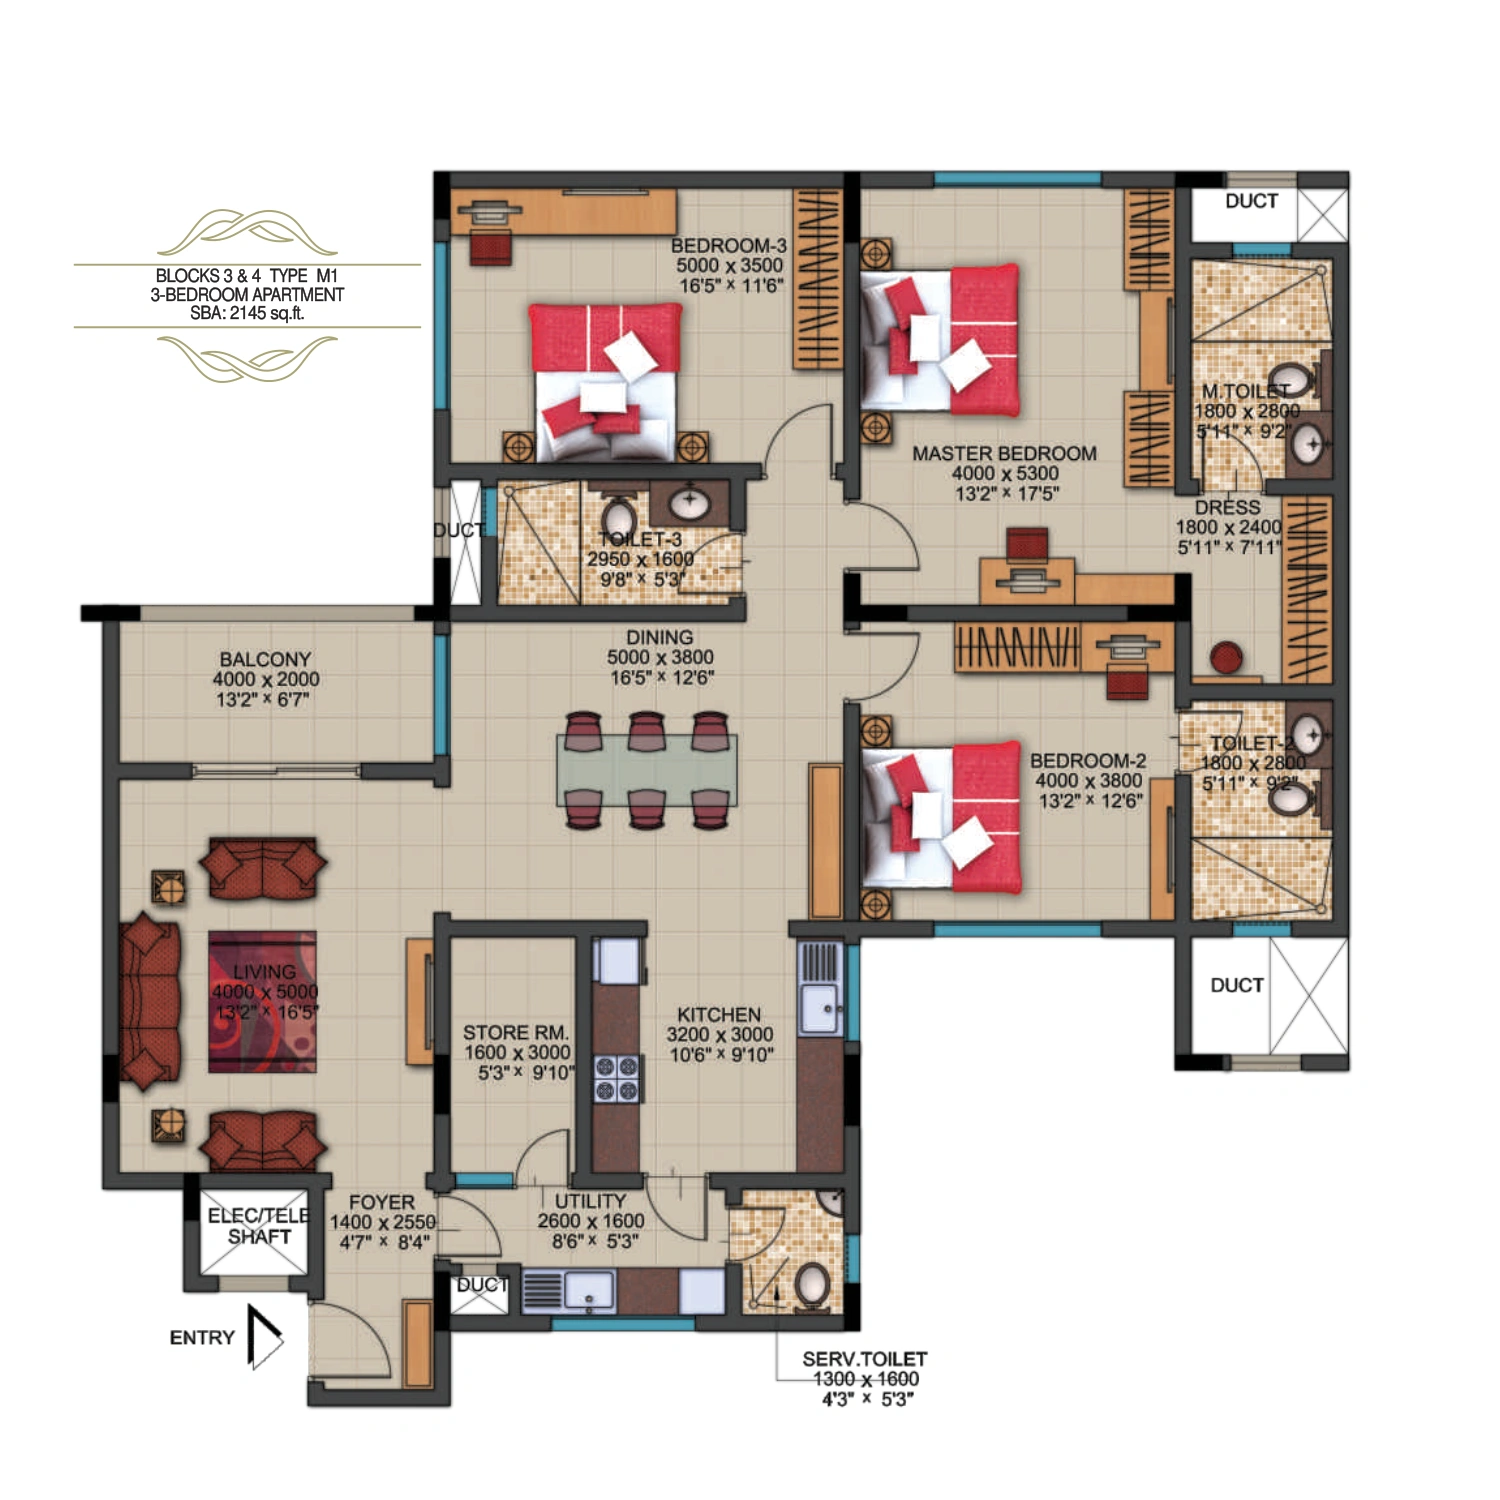 BLOCKS 3 & 4 TYPE M1
3-BEDROOM APARTMENT
SBA: 2145 sq.ft.
BEDROOM-3
5000 x 3500
16'5" x 11'6"
DUCT
M.TOILET
1800 x 2800
5'11" x 9'2"
MASTER BEDROOM
4000 x 5300
13'2" x 17'5"
DRESS
1800 x 2400
5'11" x 7'11"
DUCT
TOILET-3
2950 x 1600
9'8" x 5'3"
DINING
5000 x 3800
16'5" x 12'6"
BALCONY
4000 x 2000
13'2" x 6'7"
BEDROOM-2
4000 x 3800
13'2" x 12'6"
TOILET-2
1800 x 2800
5'11" x 9'2"
LIVING
4000 x 5000
13'2" x 16'5"
DUCT
STORE RM.
1600 x 3000
5'3" x 9'10"
KITCHEN
3200 x 3000
10'6" x 9'10"
ELEC/TELE
SHAFT
FOYER
1400 x 2550
4'7" x 8'4"
UTILITY
2600 x 1600
8'6" x 5'3"
DUCT
ENTRY
SERV.TOILET
1300 x 1600
4'3" x 5'3"